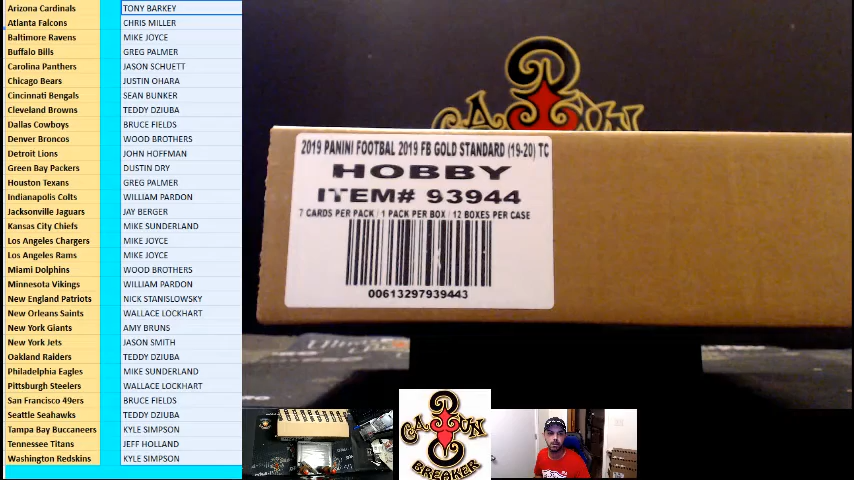 Arizona Cardinals TONY BARKEY
Atlanta Falcons CHRIS MILLER
Baltimore Ravens MIKE JOYCE
Buffalo Bills GREG PALMER
Carolina Panthers JASON SCHUETT
Chicago Bears JUSTIN OHARA
Cincinnati Bengals SEAN BUNKER
Cleveland Browns TEDDY DZIUBA
Dallas Cowboys BRUCE FIELDS
Denver Broncos WOOD BROTHERS
Detroit Lions JOHN HOFFMAN
Green Bay Packers DUSTIN DRY
Houston Texans GREG PALMER
Indianapolis Colts WILLIAM PARDON
Jacksonville Jaguars JAY BERGER
Kansas City Chiefs MIKE SUNDERLAND
Los Angeles Chargers MIKE JOYCE
Los Angeles Rams MIKE JOYCE
Miami Dolphins WOOD BROTHERS
Minnesota Vikings WILLIAM PARDON
New England Patriots NICK STANISLOWSKY
New Orleans Saints WALLACE LOCKHART
New York Giants AMY BRUNS
New York Jets JASON SMITH
Oakland Raiders TEDDY DZIUBA
Philadelphia Eagles MIKE SUNDERLAND
Pittsburgh Steelers WALLACE LOCKHART
San Francisco 49ers BRUCE FIELDS
Seattle Seahawks TEDDY DZIUBA
Tampa Bay Buccaneers KYLE SIMPSON
Tennessee Titans JEFF HOLLAND
Washington Redskins KYLE SIMPSON
CAJUN
2019 PANINI FOOTBAL 2019 FB GOLD STANDARD (19-20) TC
HOBBY
ITEM# 93944
7 CARDS PER PACK / 1 PACK PER BOX / 12 BOXES PER CASE
00613297939443
CAJUN
BREAKER